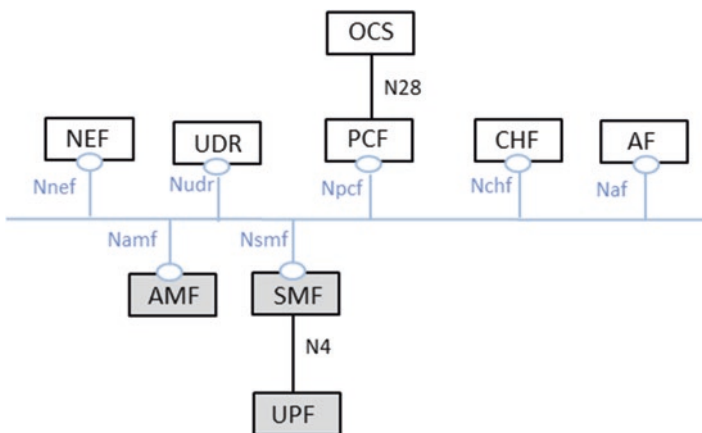 OCS
N28
NEF
UDR
PCF
CHF
AF
Nnef
Nudr
Npcf
Nchf
Naf
Namf
Nsmf
AMF
SMF
N4
UPF